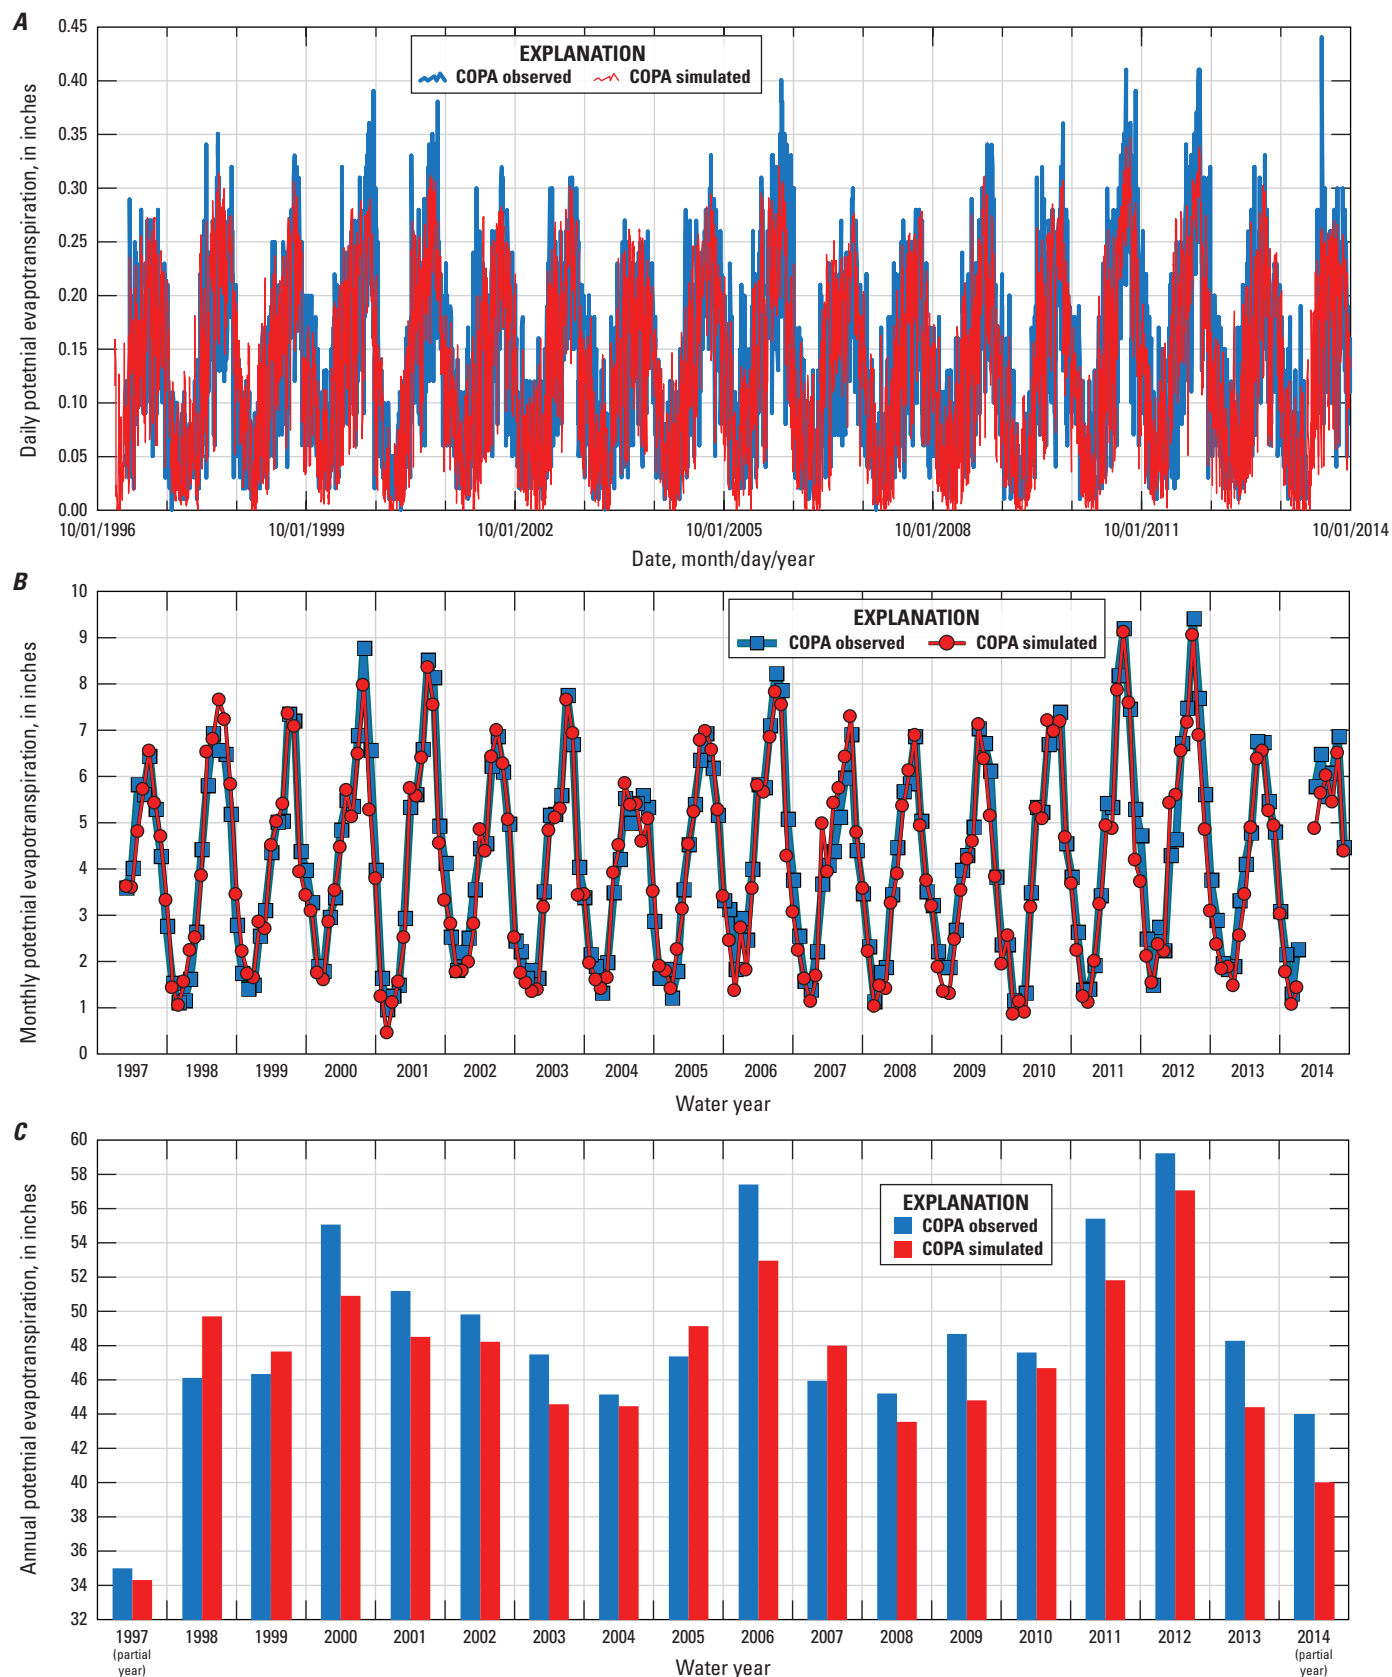 A
0.45
0.40
0.35
0.30
0.25
0.20
0.15
0.10
0.05
0.00
Daily potetnial evapotranspiration, in inches
EXPLANATION
COPA observed COPA simulated
10/01/1996 10/01/1999 10/01/2002 10/01/2005 10/01/2008 10/01/2011 10/01/2014
Date, month/day/year
B
10
9
8
7
6
5
4
3
2
1
0
Monthly potetnial evapotranspiration, in inches
EXPLANATION
COPA observed COPA simulated
1997 1998 1999 2000 2001 2002 2003 2004 2005 2006 2007 2008 2009 2010 2011 2012 2013 2014
Water year
C
60
58
56
54
52
50
48
46
44
42
40
38
36
34
32
Annual potetnial evapotranspiration, in inches
EXPLANATION
COPA observed
COPA simulated
1997 1998 1999 2000 2001 2002 2003 2004 2005 2006 2007 2008 2009 2010 2011 2012 2013 2014
(partial year) (partial year)
Water year